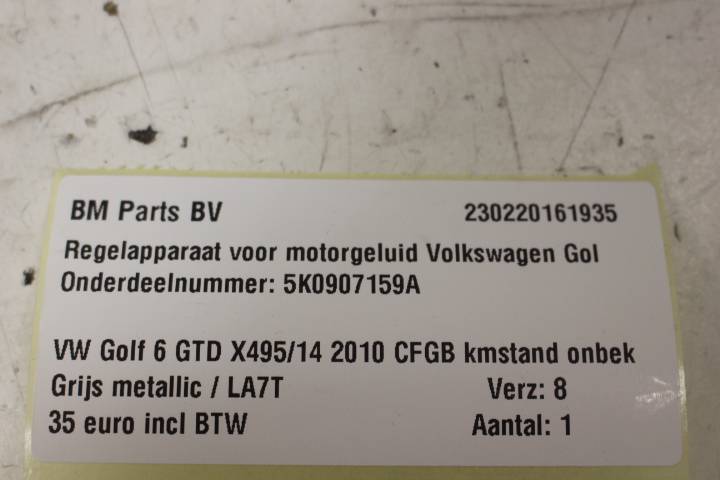 BM Parts BV 230220161935
Regelapparaat voor motorgeluid Volkswagen Gol
Onderdeelnummer: 5K0907159A
VW Golf 6 GTD X495/14 2010 CFGB kmstand onbek
Grijs metallic / LA7T Verz: 8
35 euro incl BTW Aantal: 1